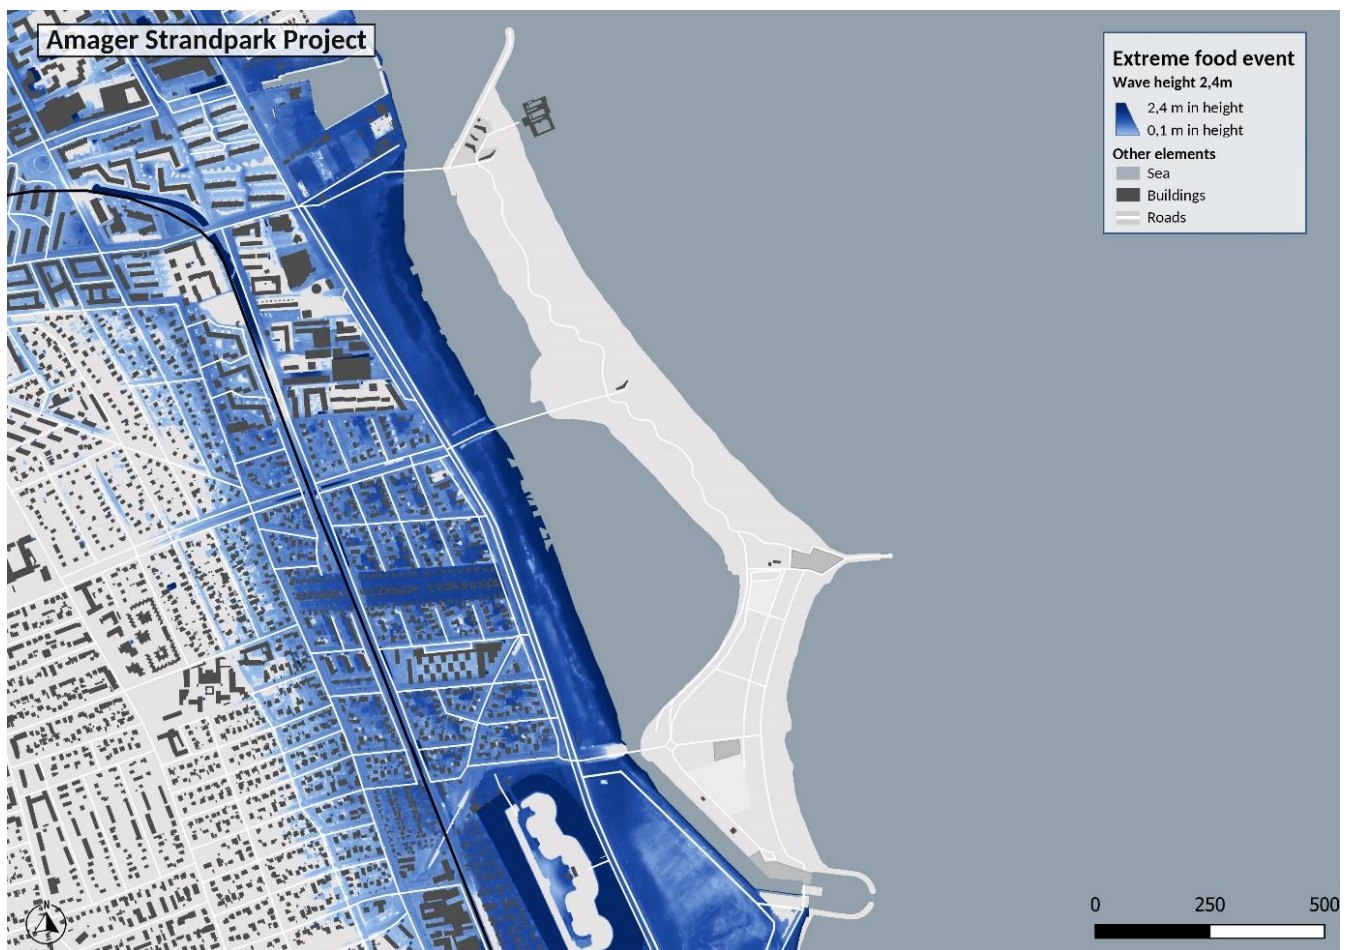 Amager Strandpark Project
Extreme food event
Wave height 2,4m
2,4 m in height
0,1 m in height
Other elements
Sea
Buildings
Roads
N
S
0 250 500